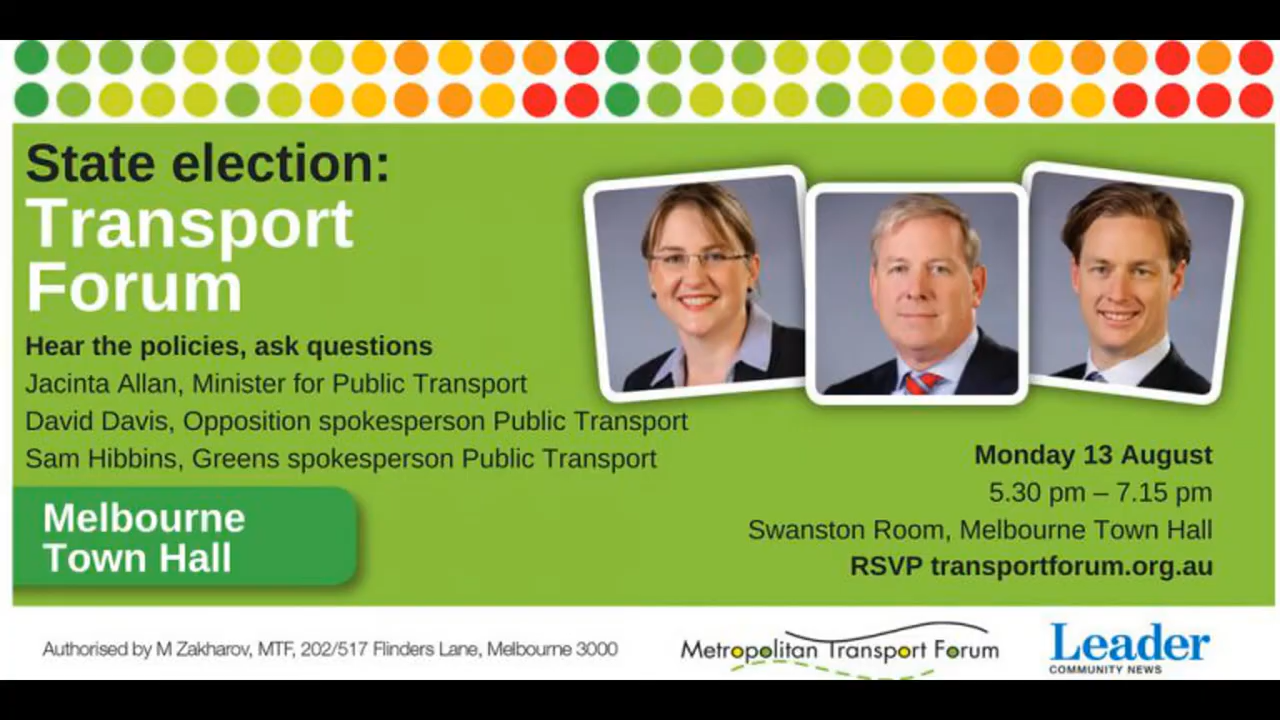 State election:
Transport
Forum
Hear the policies, ask questions
Jacinta Allan, Minister for Public Transport
David Davis, Opposition spokesperson Public Transport
Sam Hibbins, Greens spokesperson Public Transport
Melbourne
Town Hall
Monday 13 August
5.30 pm – 7.15 pm
Swanston Room, Melbourne Town Hall
RSVP transportforum.org.au
Authorised by M Zakharov, MTF, 202/517 Flinders Lane, Melbourne 3000
Metropolitan Transport Forum
Leader
COMMUNITY NEWS